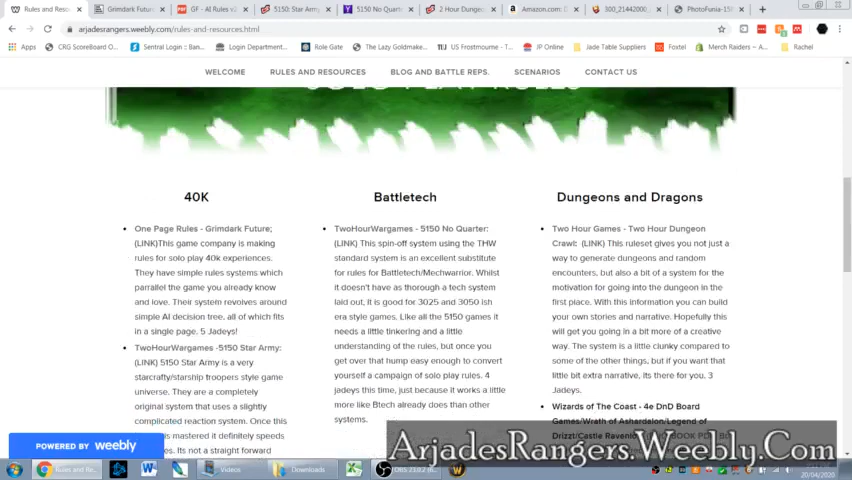 Rules and Reso
Grimdark Future
GF - AI Rules v2
5150: Star Army
5150 No Quarte
2 Hour Dunge
Amazon.com: D
300_21442000
PhotoFunia-15
arjadesrangers.weebly.com/rules-and-resources.html
Apps
CRG ScoreBoard O...
Sentral Login :: Ban...
Login Department...
Role Gate
The Lazy Goldmake...
US Frostmourne - T...
JP Online
Jade Table Suppliers
Foxtel
Merch Raiders – A...
Rachel
WELCOME
RULES AND RESOURCES
BLOG AND BATTLE REPS.
SCENARIOS
CONTACT US
SOLO PLAY RULES
40K
One Page Rules - Grimdark Future;
(LINK)This game company is making
rules for solo play 40k experiences.
They have simple rules systems which
parrallel the game you already know
and love. Their system revolves around
simple AI decision tree, all of which fits
in a single page. 5 Jadeys!
TwoHourWargames -5150 Star Army:
(LINK) 5150 Star Army is a very
starcrafty/starship troopers style game
universe. They are a completely
original system that uses a slightly
complicated reaction system. Once this
is mastered it definitely speeds
Its not a straight forward
Battletech
TwoHourWargames - 5150 No Quarter:
(LINK) This spin-off system using the THW
standard system is an excellent substitute
for rules for Battletech/Mechwarrior. Whilst
it doesn't have as thorough a tech system
laid out, it is good for 3025 and 3050 ish
era style games. Like all the 5150 games it
needs a little tinkering and a little
understanding of the rules, but once you
get over that hump easy enough to convert
yourself a campaign of solo play rules. 4
jadeys this time, just because it works a little
more like Btech already does than other
systems.
Dungeons and Dragons
Two Hour Games - Two Hour Dungeon
Crawl: (LINK) This ruleset gives you not just a
way to generate dungeons and random
encounters, but also a bit of a system for the
motivation for going into the dungeon in the
first place. With this information you can build
your own stories and narrative. Hopefully this
will get you going in a bit more of a creative
way. The system is a little clunky compared to
some of the other things, but if you want that
little bit extra narrative, its there for you. 3
Jadeys.
Wizards of The Coast - 4e DnD Board
Games/Wrath of Ashardalon/Legend of
Drizzt/Castle Ravenlo
POWERED BY weebly
ArjadesRangers.Weebly.Com
Rules and Re...
Videos
Downloads
OBS 23.0.2
20/04/2020